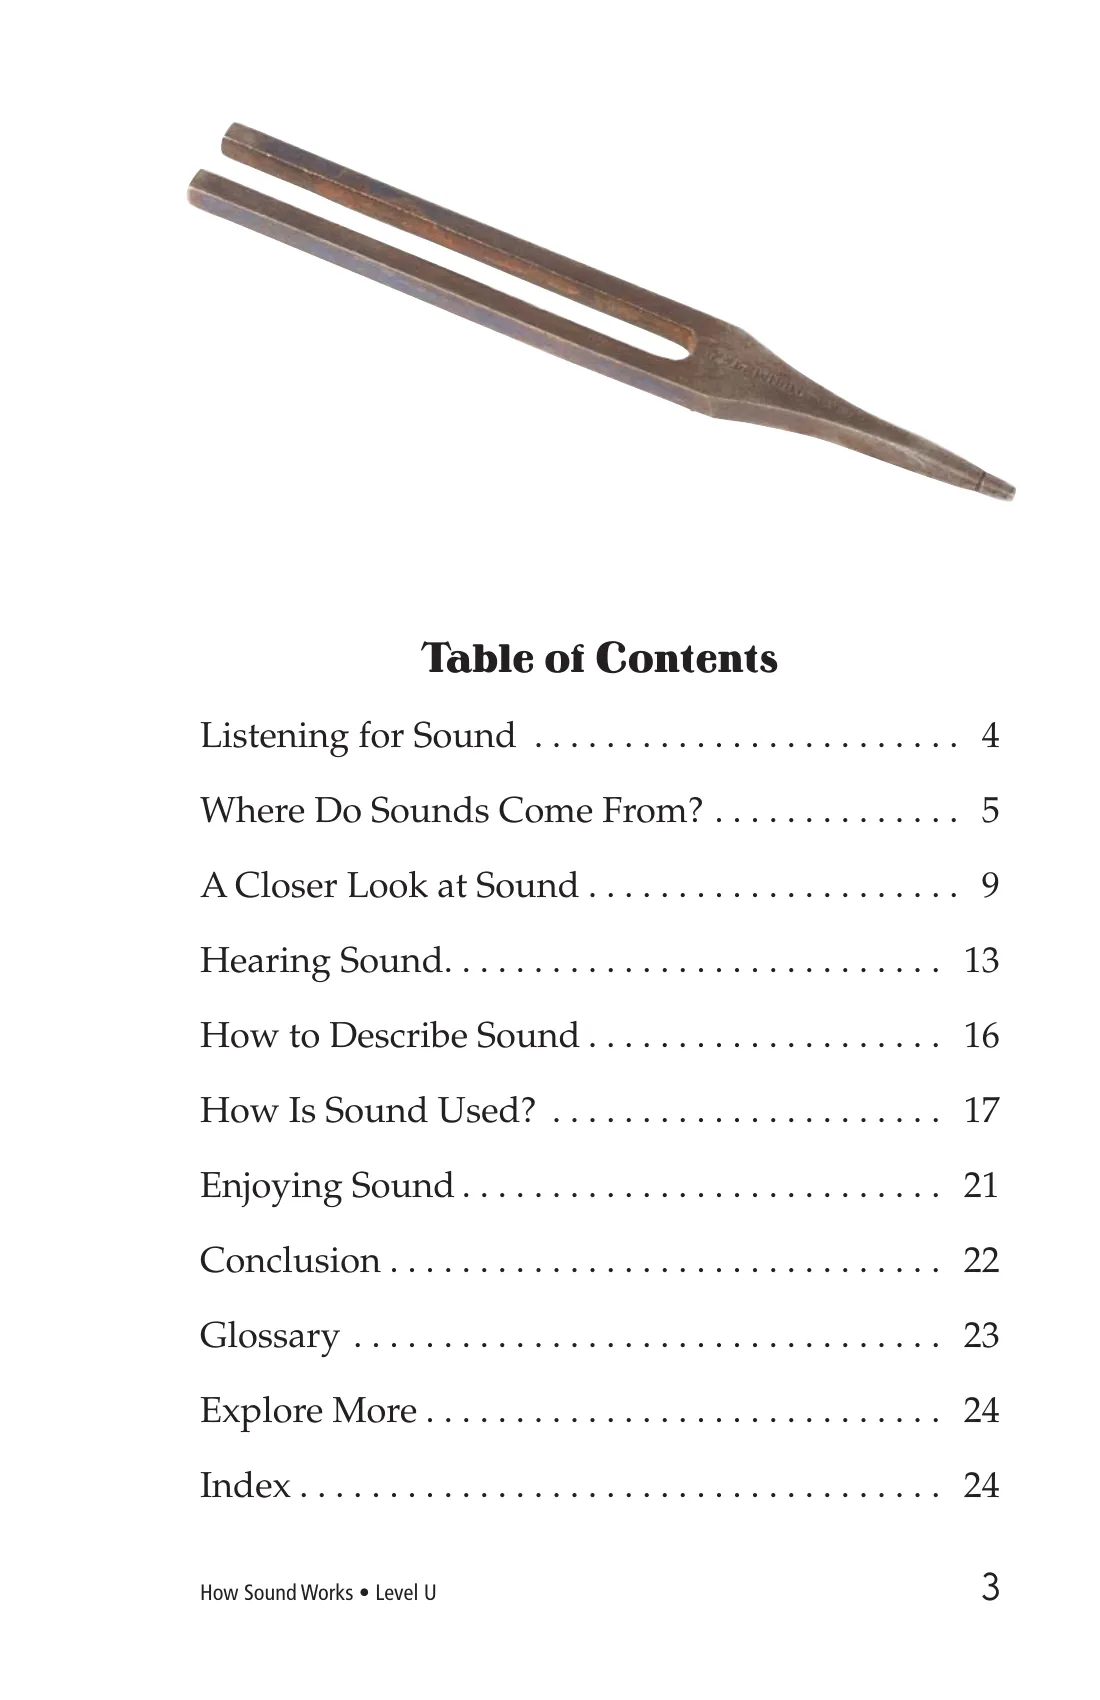 Table of Contents
Listening for Sound . . . . . . . . . . . . . . . . . . . . . . . . 4
Where Do Sounds Come From? . . . . . . . . . . . . . . 5
A Closer Look at Sound . . . . . . . . . . . . . . . . . . . . . 9
Hearing Sound. . . . . . . . . . . . . . . . . . . . . . . . . . . . 13
How to Describe Sound . . . . . . . . . . . . . . . . . . . . 16
How Is Sound Used? . . . . . . . . . . . . . . . . . . . . . . 17
Enjoying Sound . . . . . . . . . . . . . . . . . . . . . . . . . . . 21
Conclusion . . . . . . . . . . . . . . . . . . . . . . . . . . . . . . . 22
Glossary . . . . . . . . . . . . . . . . . . . . . . . . . . . . . . . . . 23
Explore More . . . . . . . . . . . . . . . . . . . . . . . . . . . . . 24
Index . . . . . . . . . . . . . . . . . . . . . . . . . . . . . . . . . . . . 24
How Sound Works • Level U 3